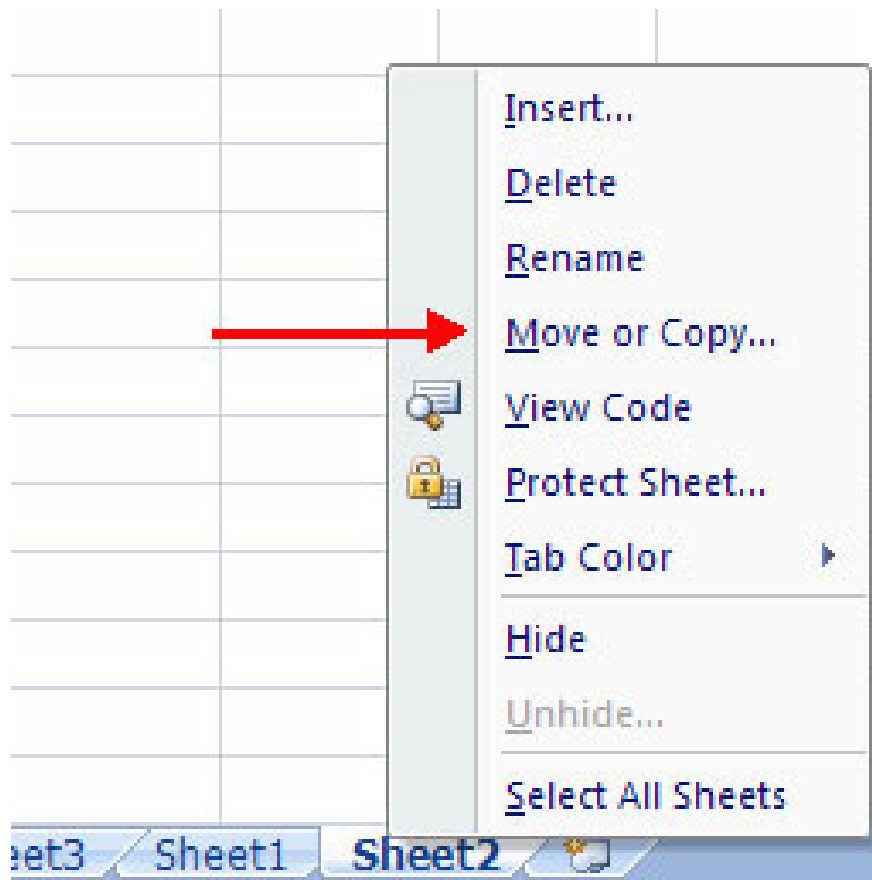 Insert...
Delete
Rename
Move or Copy...
View Code
Protect Sheet...
Tab Color
Hide
Unhide...
Select All Sheets
eet3 Sheet1 Sheet2